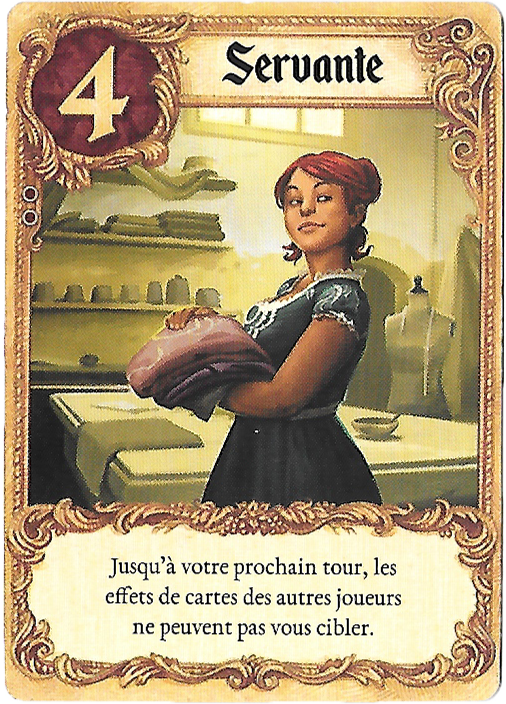 4
Servante
Jusqu'à votre prochain tour, les
effets de cartes des autres joueurs
ne peuvent pas vous cibler.